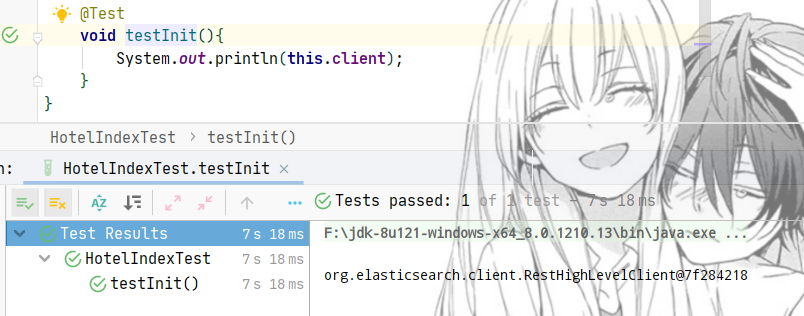 @Test
void testInit(){
System.out.println(this.client);
}
}
HotelIndexTest > testInit()
n: HotelIndexTest.testInit ×
Tests passed: 1 of 1 test – 7 s 18 ms
Test Results 7 s 18 ms
HotelIndexTest 7 s 18 ms
testInit() 7 s 18 ms
F:\jdk-8u121-windows-x64_8.0.1210.13\bin\java.exe ...
org.elasticsearch.client.RestHighLevelClient@7f284218